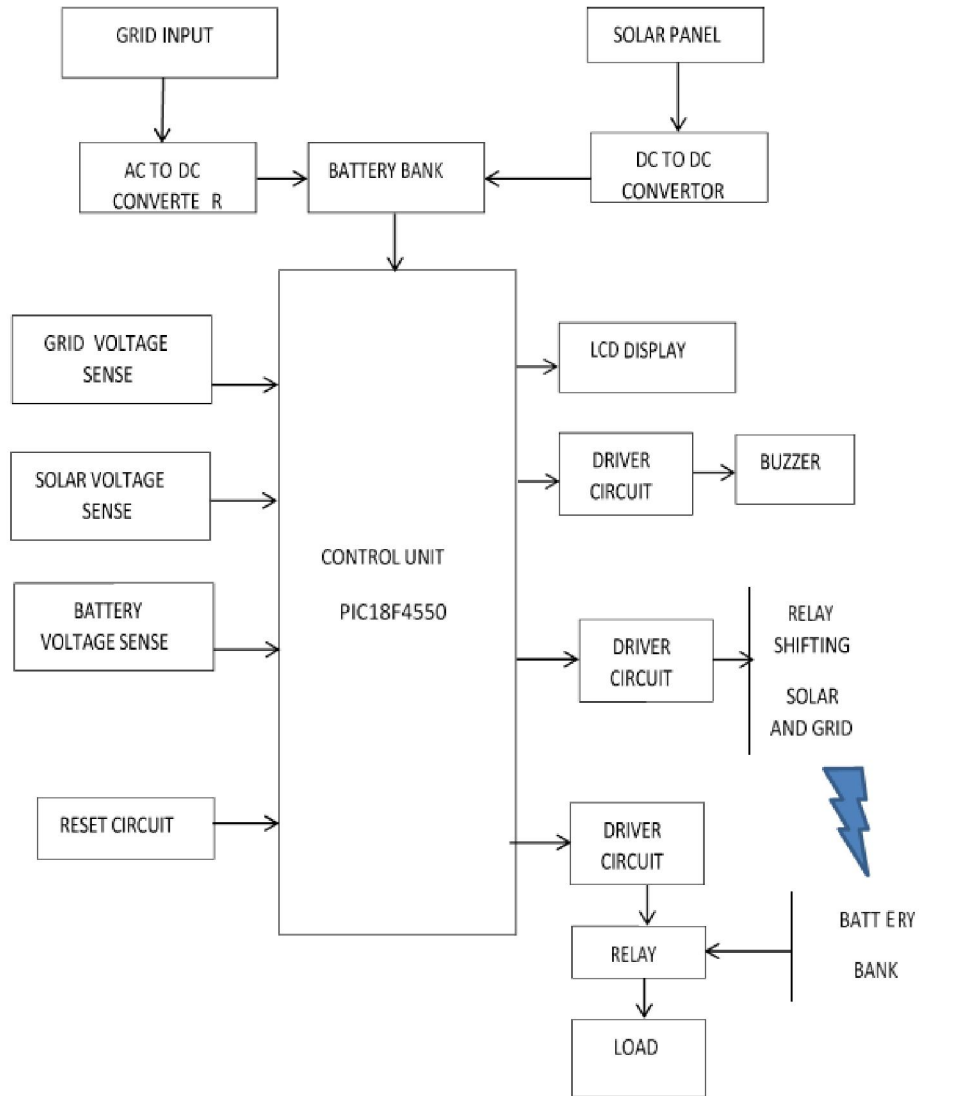 GRID INPUT
SOLAR PANEL
AC TO DC
CONVERTE R
BATTERY BANK
DC TO DC
CONVERTOR
GRID VOLTAGE
SENSE
LCD DISPLAY
DRIVER
CIRCUIT
BUZZER
SOLAR VOLTAGE
SENSE
CONTROL UNIT
PIC18F4550
BATTERY
VOLTAGE SENSE
DRIVER
CIRCUIT
RELAY
SHIFTING
SOLAR
AND GRID
RESET CIRCUIT
DRIVER
CIRCUIT
RELAY
BATT ERY
BANK
LOAD